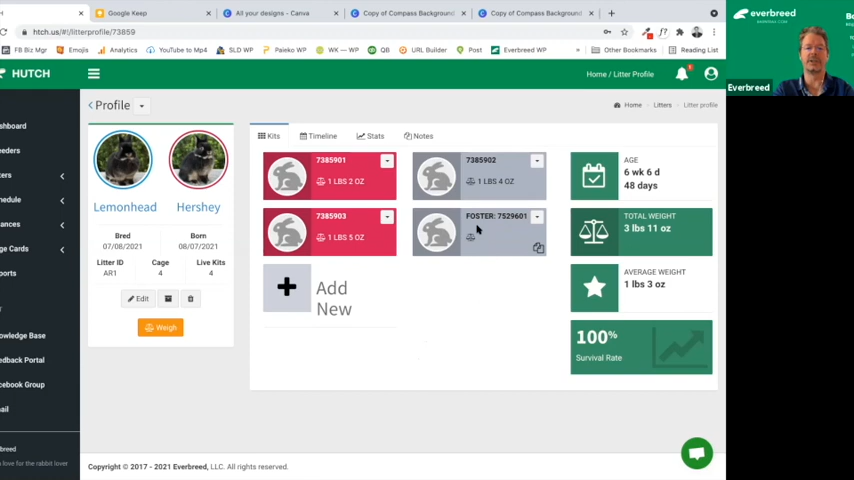 Google Keep
All your designs - Canva
Copy of Compass Background
Copy of Compass Background
htch.us/#!/litterprofile/73859
FB Biz Mgr
Emojis
Analytics
YouTube to Mp4
SLD WP
Paleko WP
WK — WP
QB
URL Builder
Post
Everbreed WP
Other Bookmarks
Reading List
everbreed
Everbreed
HUTCH
Home / Litter Profile
Profile
Home
Litters
Litter profile
Kits
Timeline
Stats
Notes
shboard
eeders
ters
hedule
ances
ge Cards
ports
owledge Base
edback Portal
cebook Group
ail
breed
love for the rabbit lover
Lemonhead
Hershey
Bred
07/08/2021
Born
08/07/2021
Litter ID
AR1
Cage
4
Live Kits
4
Edit
Weigh
7385901
1 LBS 2 OZ
7385902
1 LBS 4 OZ
7385903
1 LBS 5 OZ
FOSTER: 7529601
Add
New
AGE
6 wk 6 d
48 days
TOTAL WEIGHT
3 lbs 11 oz
AVERAGE WEIGHT
1 lbs 3 oz
100%
Survival Rate
Copyright © 2017 - 2021 Everbreed, LLC. All rights reserved.